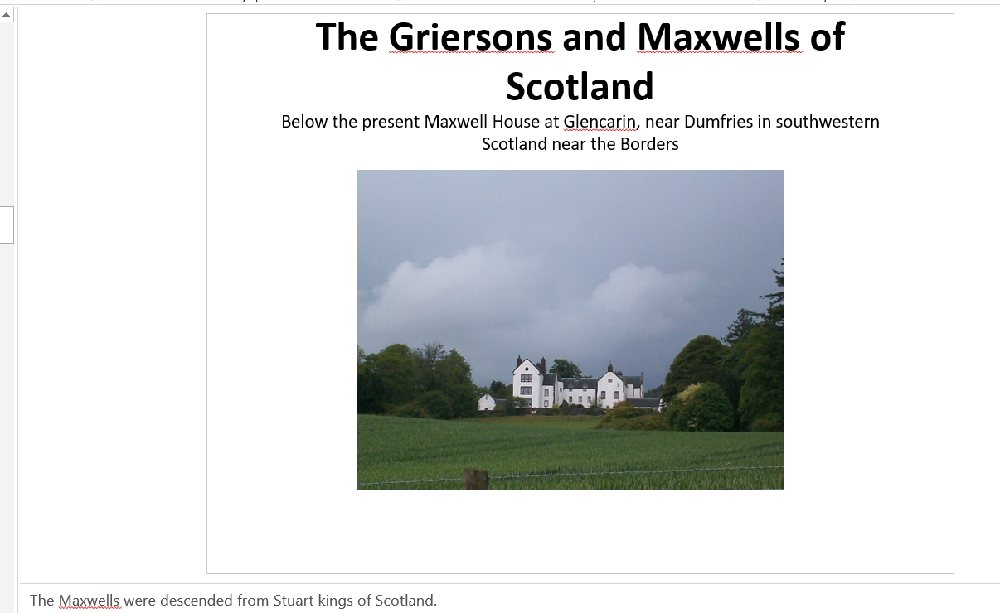 The Griersons and Maxwells of
Scotland
Below the present Maxwell House at Glencarin, near Dumfries in southwestern
Scotland near the Borders
The Maxwells were descended from Stuart kings of Scotland.